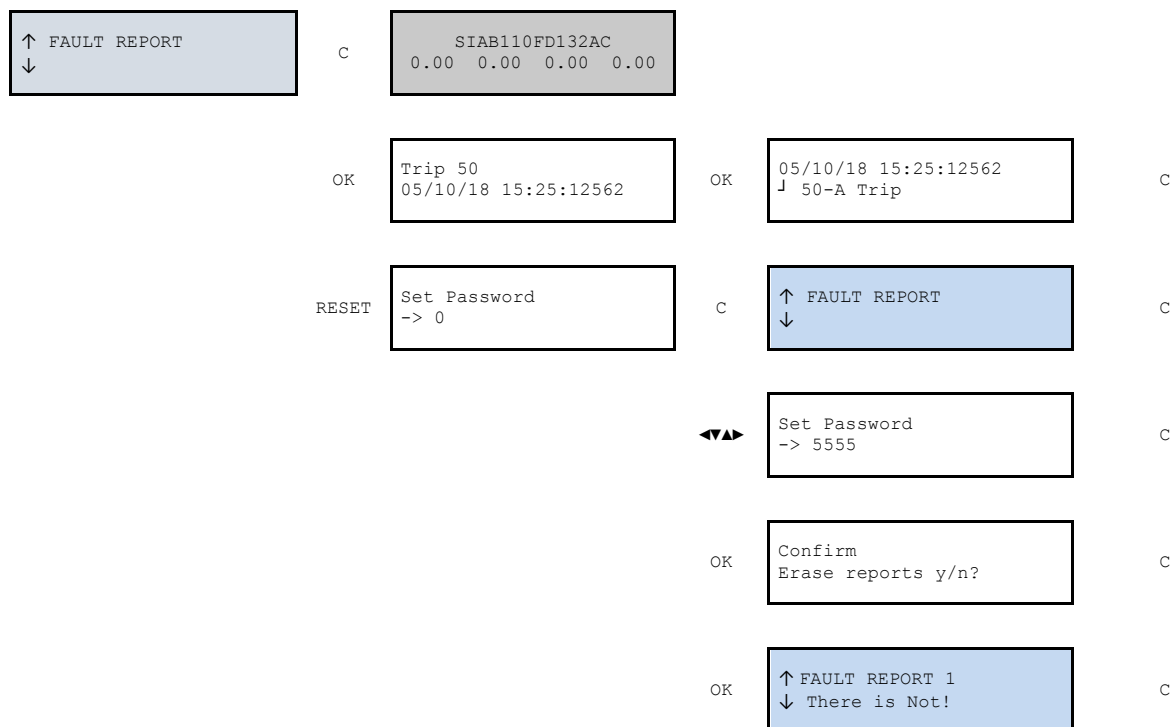 ↑ FAULT REPORT
↓
C
SIAB110FD132AC
0.00 0.00 0.00 0.00
OK
Trip 50
05/10/18 15:25:12562
OK
05/10/18 15:25:12562
┘ 50-A Trip
C
RESET
Set Password
-> 0
C
↑ FAULT REPORT
↓
C
◄▼▲►
Set Password
-> 5555
C
OK
Confirm
Erase reports y/n?
C
OK
↑ FAULT REPORT 1
↓ There is Not!
C